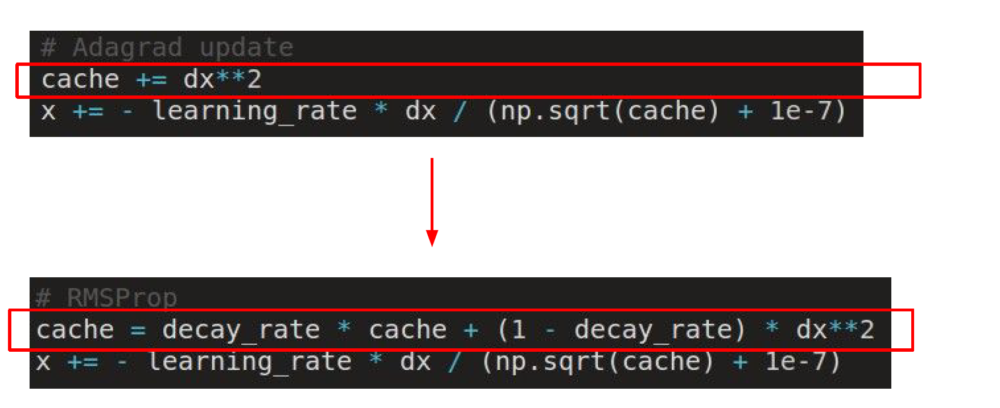 # Adagrad update
cache += dx**2
x += - learning_rate * dx / (np.sqrt(cache) + 1e-7)
# RMSProp
cache = decay_rate * cache + (1 - decay_rate) * dx**2
x += - learning_rate * dx / (np.sqrt(cache) + 1e-7)